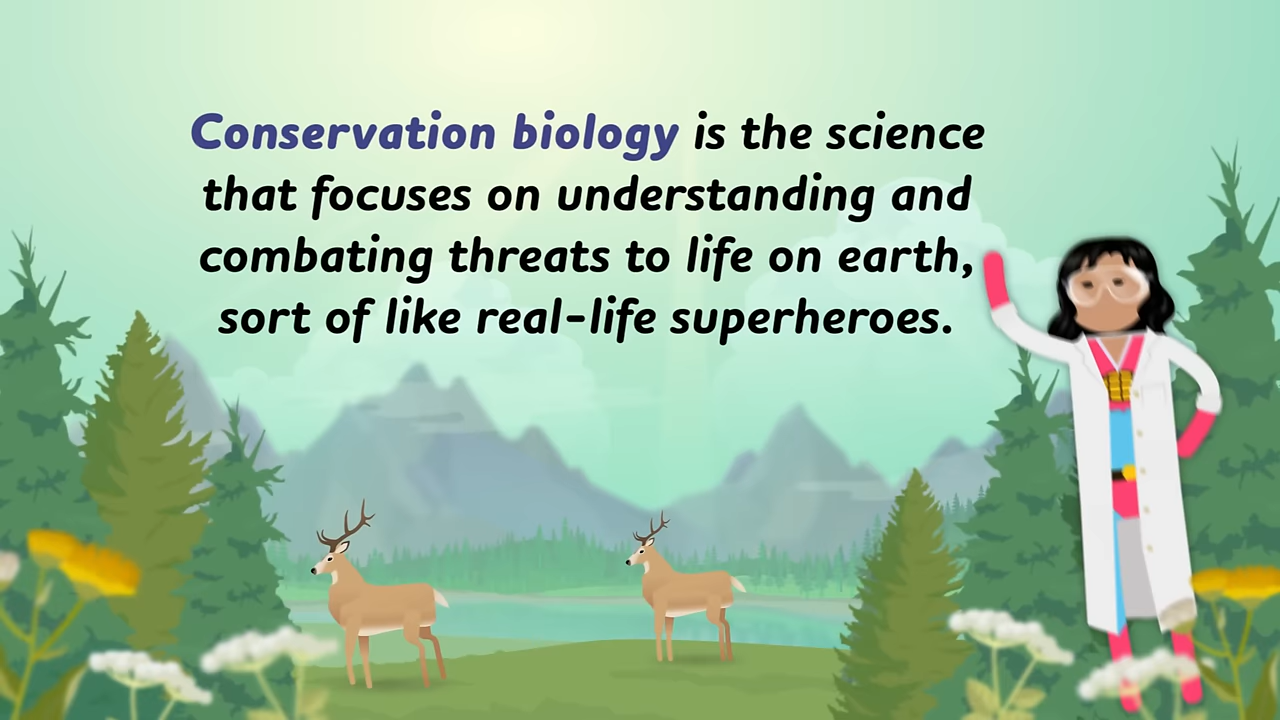 Conservation biology is the science
that focuses on understanding and
combating threats to life on earth,
sort of like real-life superheroes.